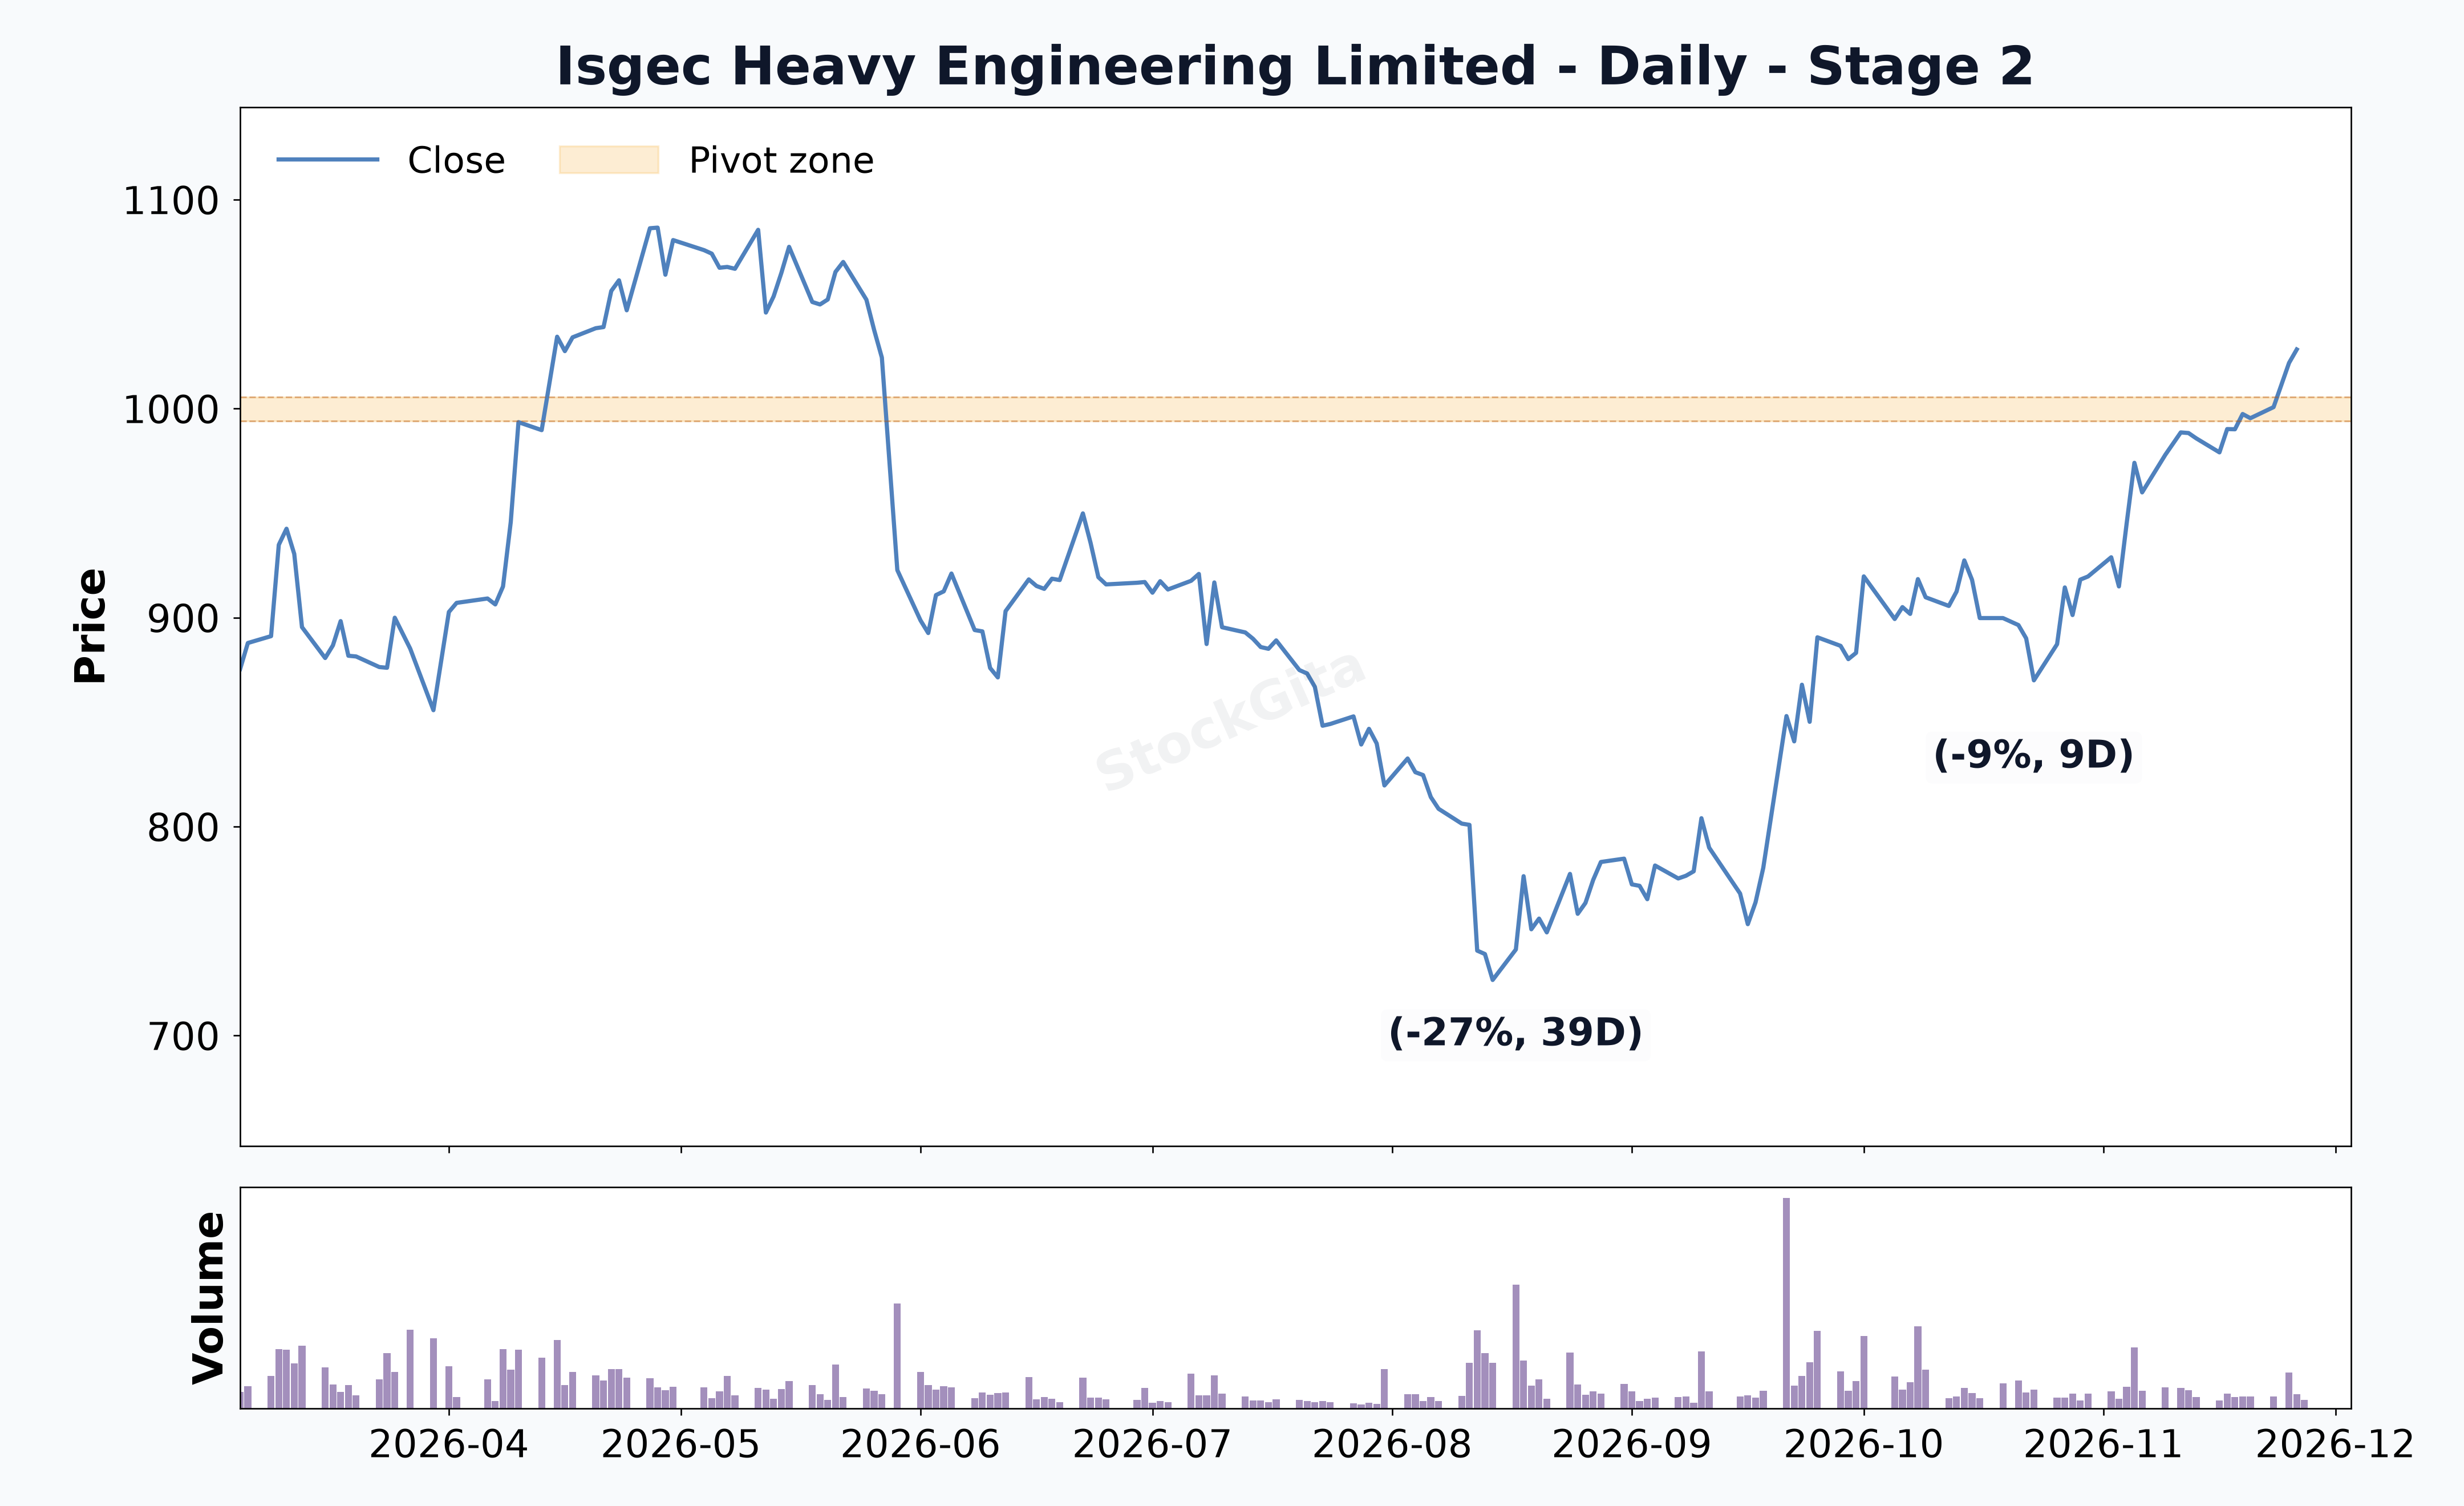 Isgec Heavy Engineering Limited - Daily - Stage 2
Close
Pivot zone
Price
1100
1000
900
800
700
StockGita
(-9%, 9D)
(-27%, 39D)
Volume
2026-04
2026-05
2026-06
2026-07
2026-08
2026-09
2026-10
2026-11
2026-12